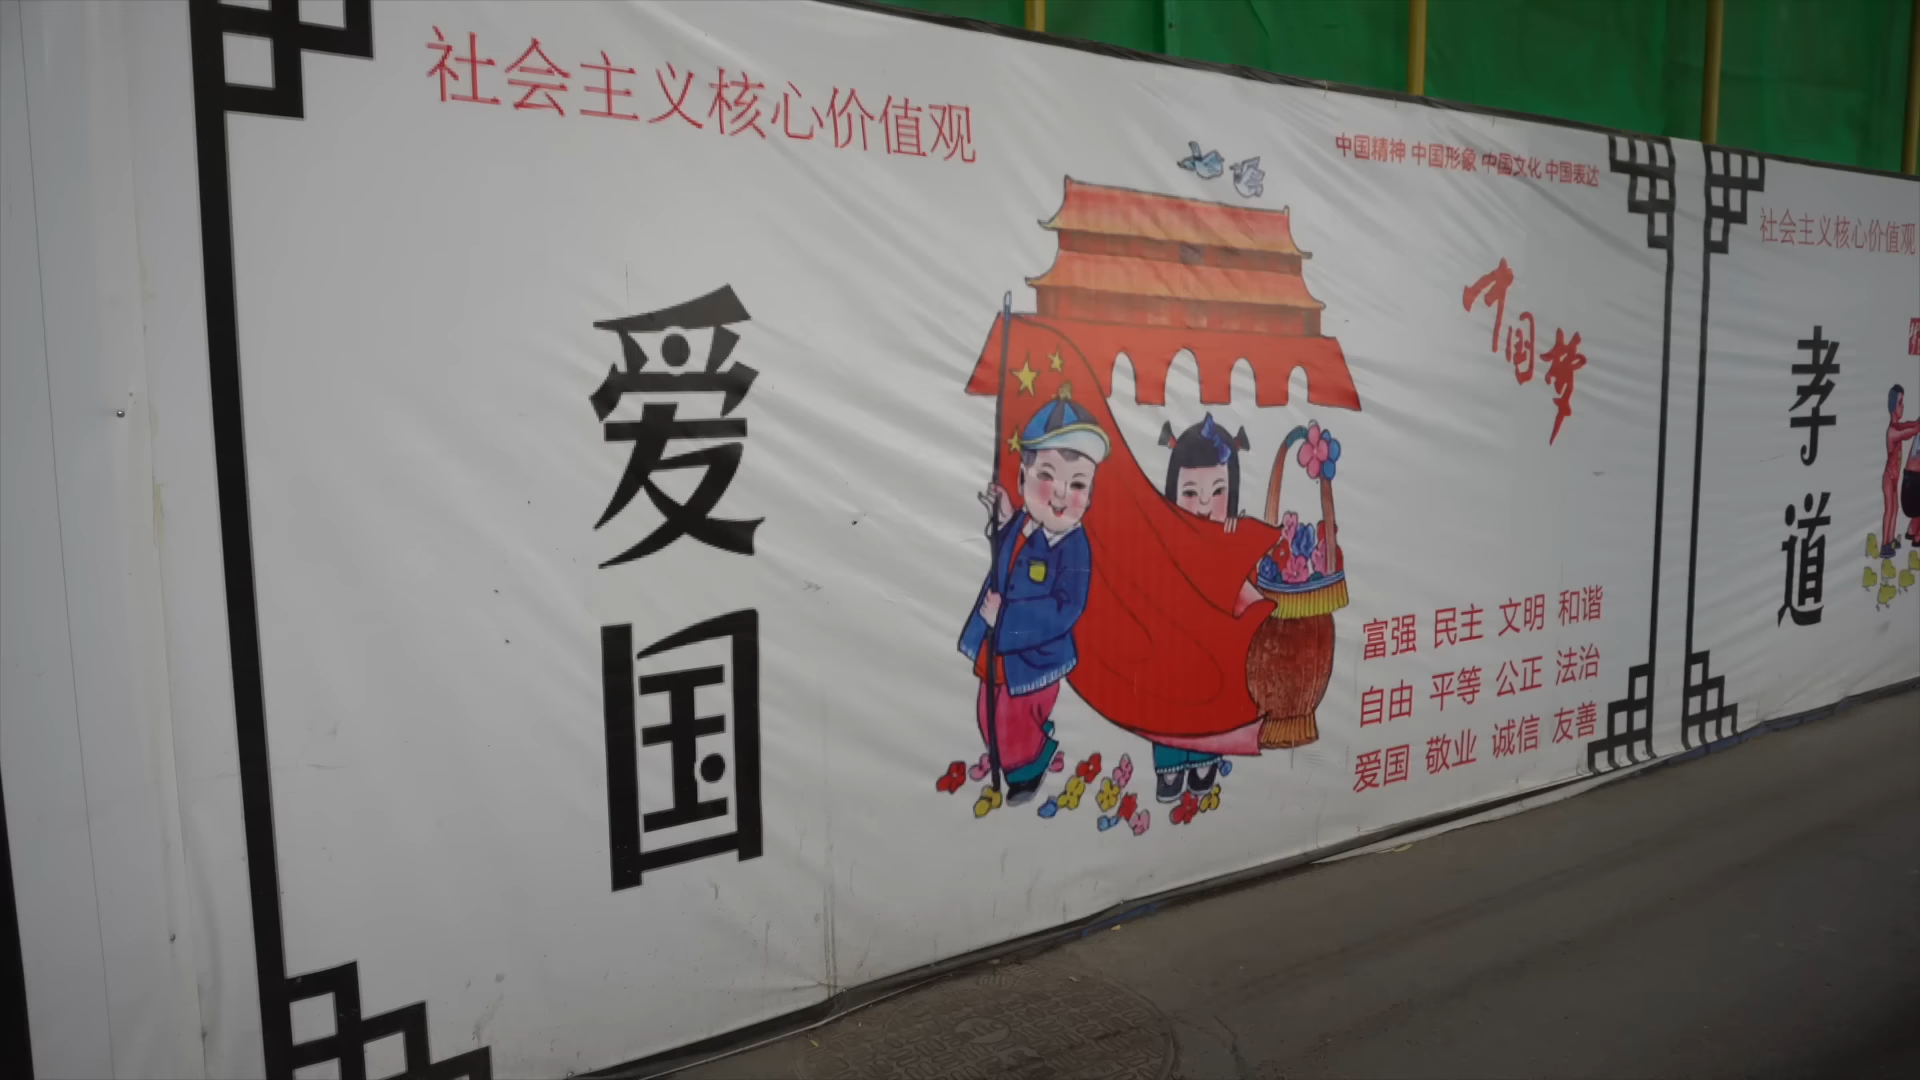 社会主义核心价值观
中国精神 中国形象 中国文化 中国表达
爱国
中国梦
富强 民主 文明 和谐
自由 平等 公正 法治
爱国 敬业 诚信 友善
社会主义核心价值观
孝道